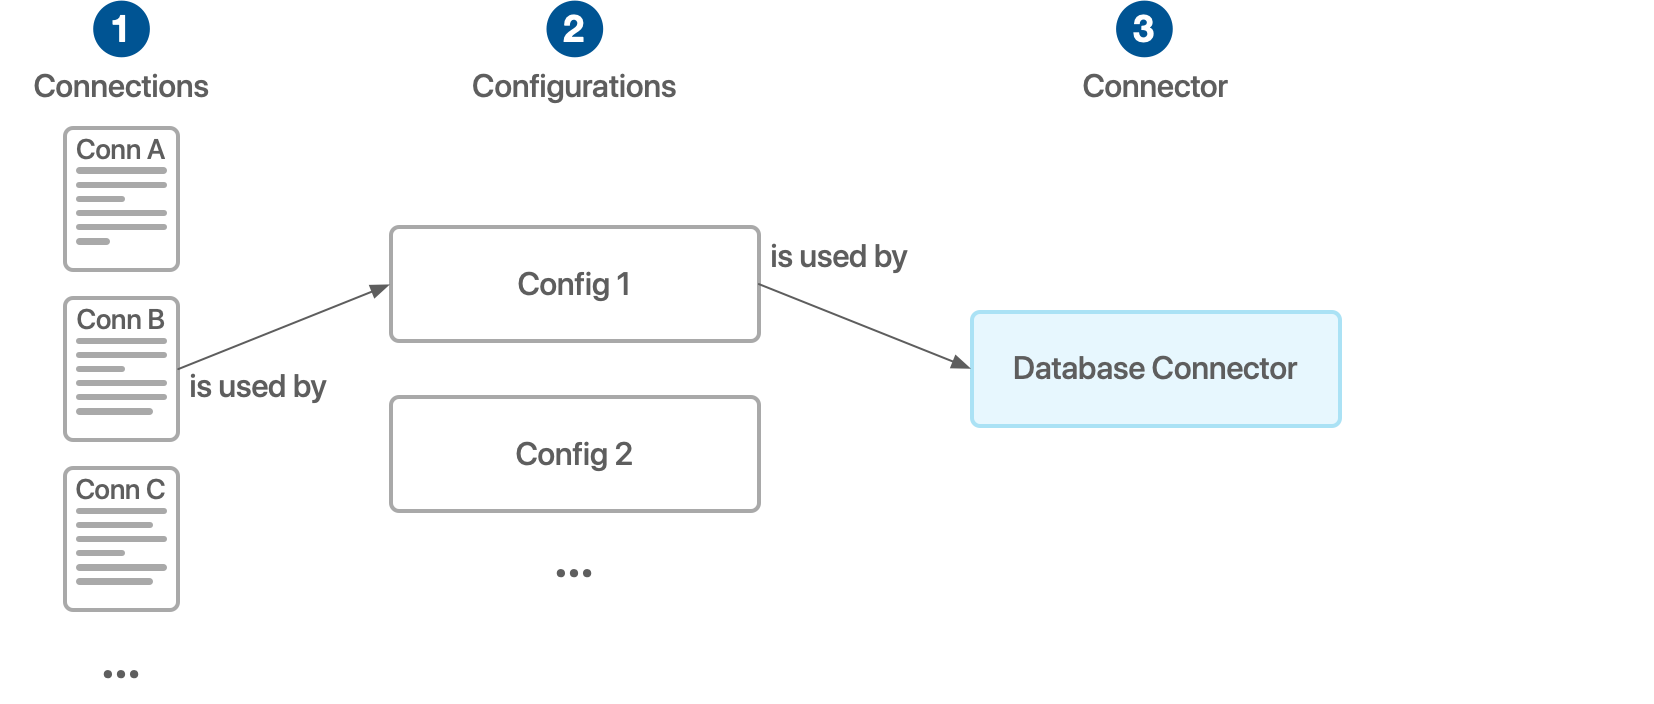 1
Connections
2
Configurations
3
Connector
Conn A
Conn B
is used by
Conn C
...
Config 1
is used by
Config 2
...
Database Connector